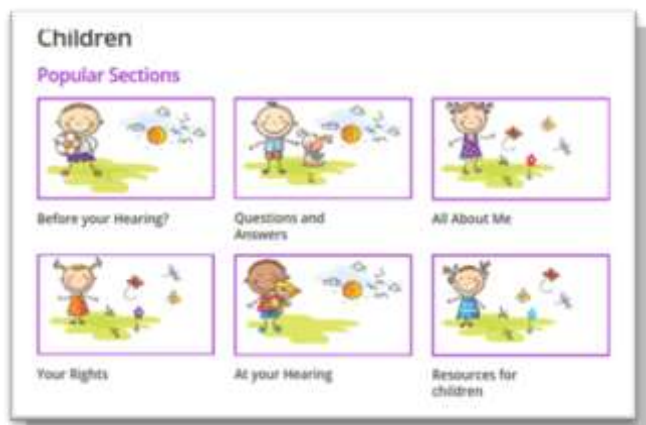 Children
Popular Sections
Before your Hearing?
Questions and
Answers
All About Me
Your Rights
At your Hearing
Resources for
children